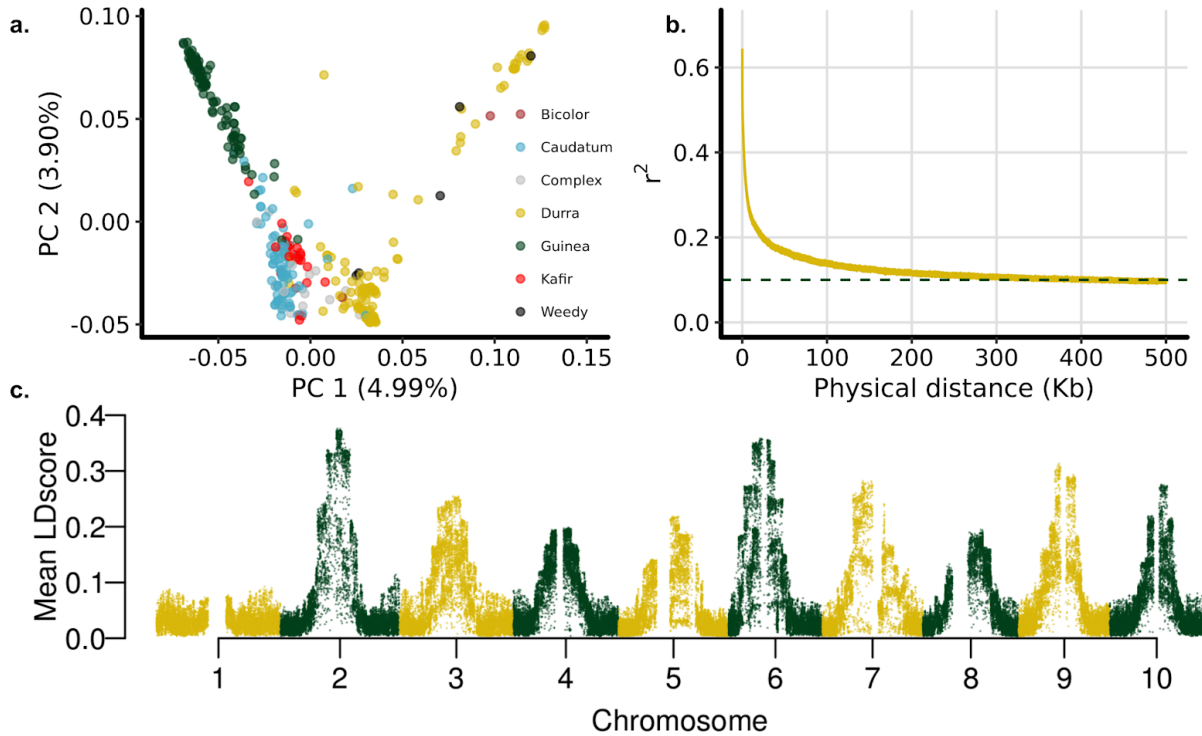 a.
PC 2 (3.90%)
0.10
0.05
0.00
-0.05
-0.05
0.00
0.05
0.10
0.15
PC 1 (4.99%)
Bicolor
Caudatum
Complex
Durra
Guinea
Kafir
Weedy
b.
r²
0.6
0.4
0.2
0.0
0
100
200
300
400
500
Physical distance (Kb)
c.
Mean LDscore
0.4
0.3
0.2
0.1
0.0
1
2
3
4
5
6
7
8
9
10
Chromosome